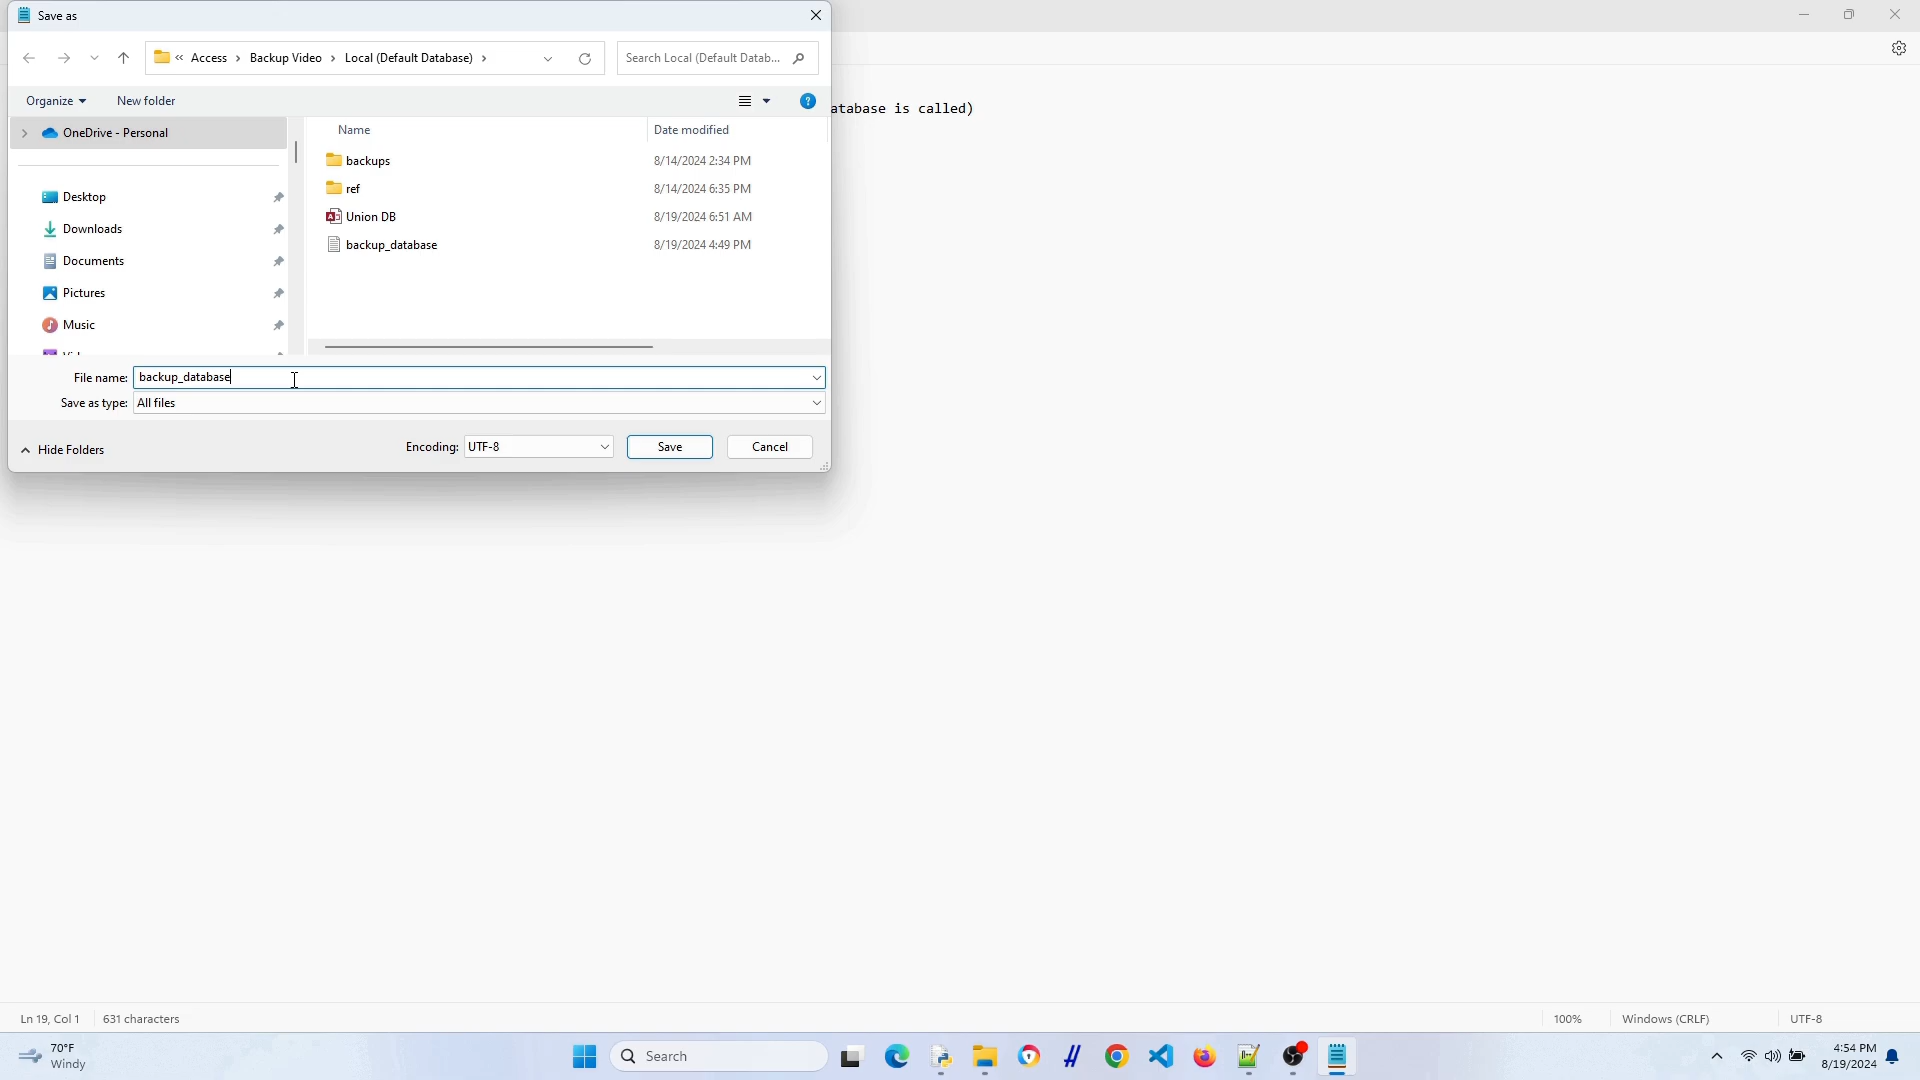 Save as
« Access › Backup Video › Local (Default Database) ›
Search Local (Default Datab...
Organize
New folder
?
atabase is called)
OneDrive - Personal
Name
Date modified
backups
8/14/2024 2:34 PM
ref
8/14/2024 6:35 PM
Desktop
Union DB
8/19/2024 6:51 AM
Downloads
backup_database
8/19/2024 4:49 PM
Documents
Pictures
Music
File name: backup_database
Save as type: All files
Hide Folders
Encoding: UTF-8
Save
Cancel
Ln 19, Col 1
631 characters
100%
Windows (CRLF)
UTF-8
70°F
Windy
Search
4:54 PM
8/19/2024